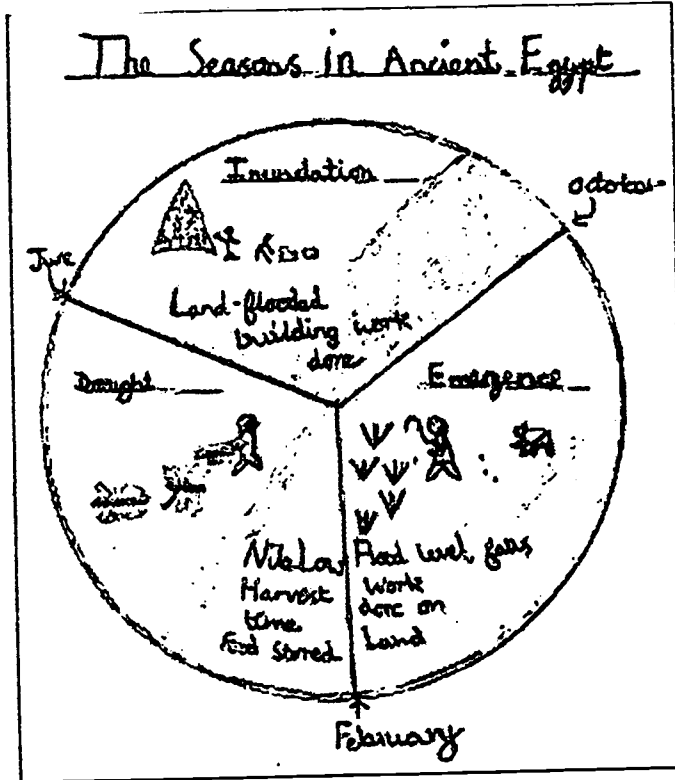 The Seasons in Ancient Egypt
Inundation
October
June
Land flooded
building work
done
Drought
Emergence
Nile Low
Harvest
time
Food stored
Flood level falls
Work
done on
Land
February